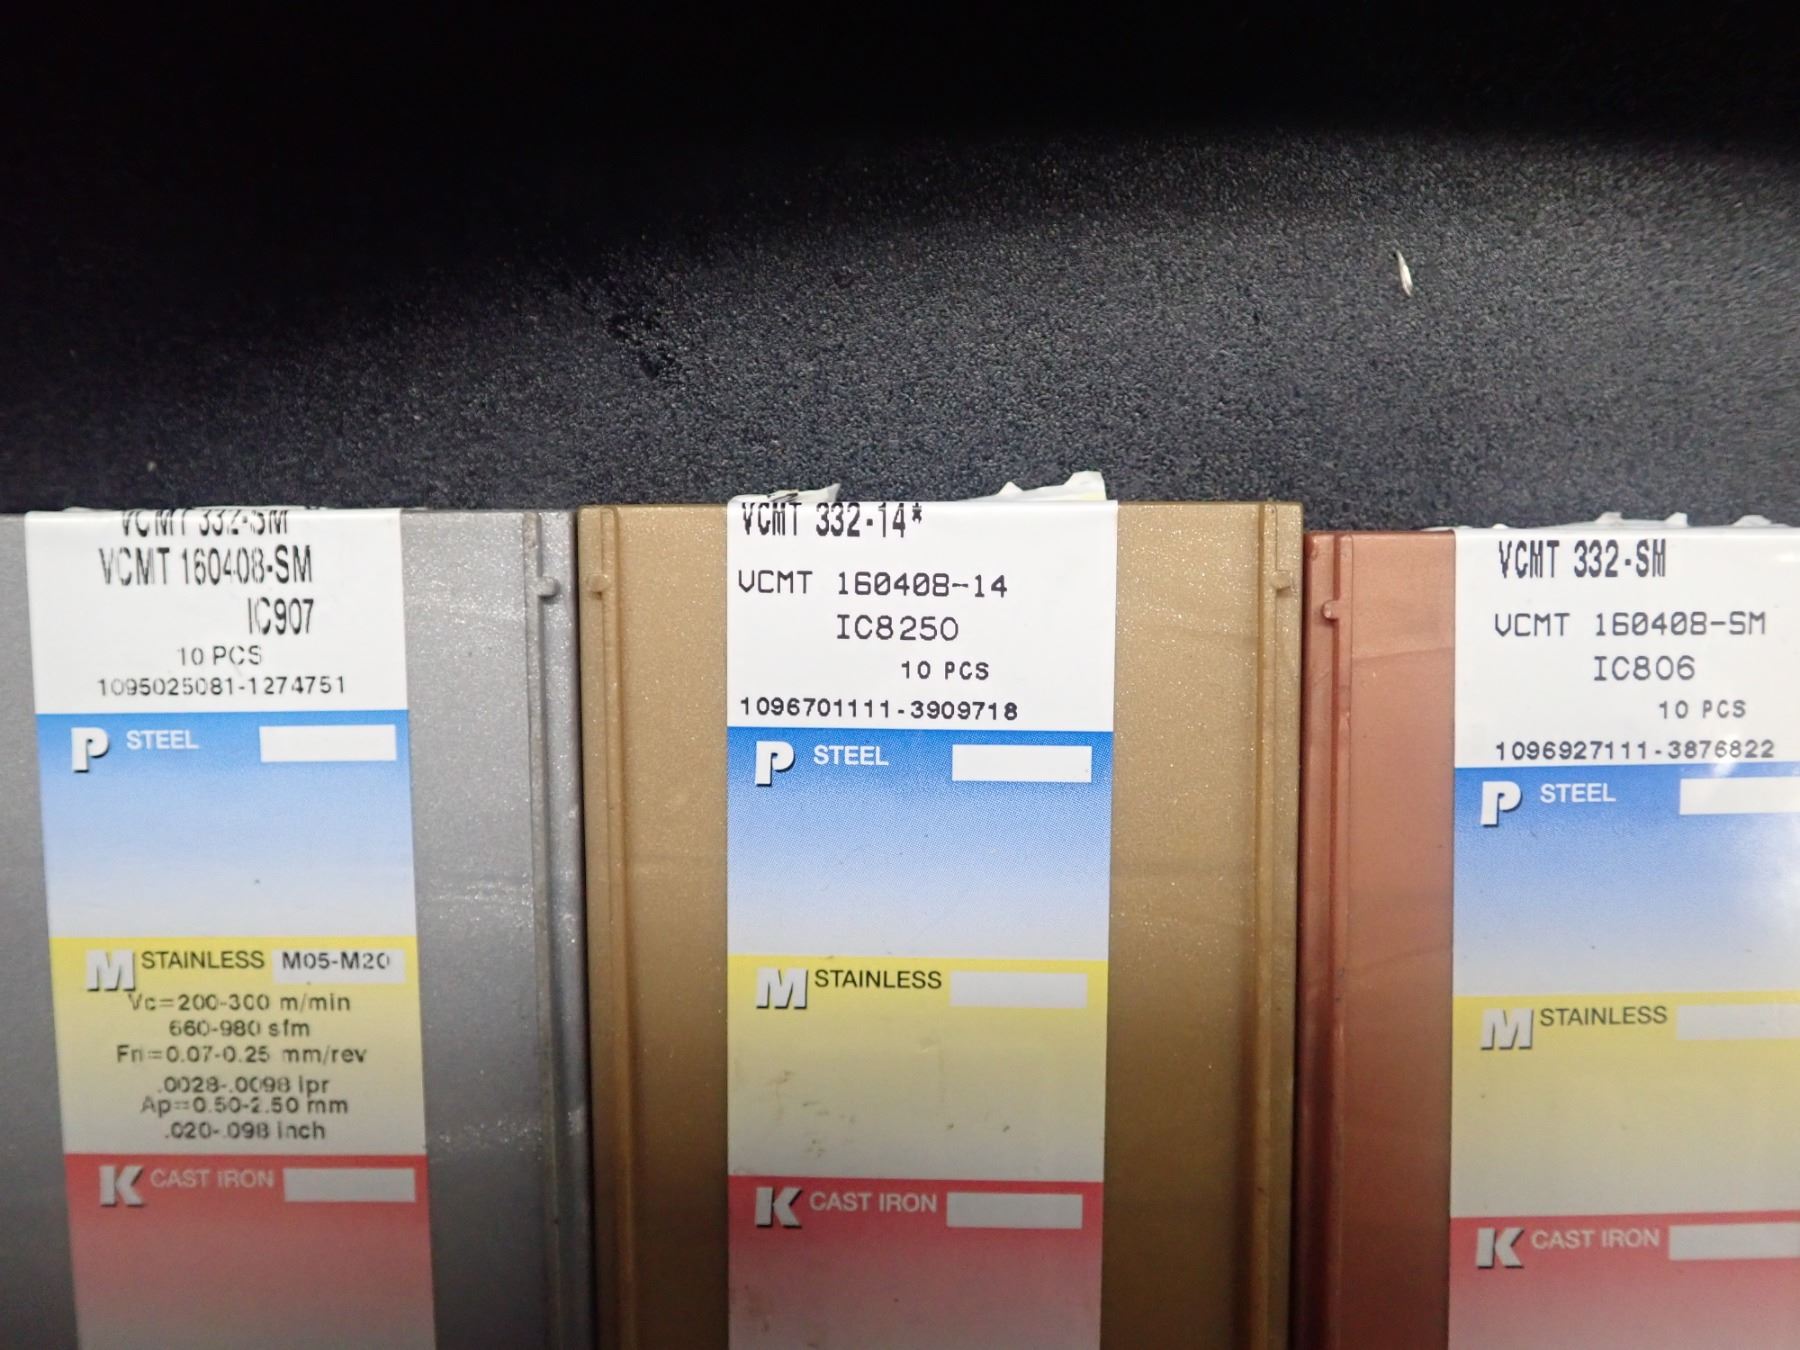 VCMT 332-SM
VCMT 160408-SM
IC907
10 PCS
1095025081-1274751
P STEEL
M STAINLESS M05-M20
Vc=200-300 m/min
660-980 sfm
Fn=0.07-0.25 mm/rev
.0028-.0098 ipr
Ap=0.50-2.50 mm
.020-.098 inch
K CAST IRON
VCMT 332-14*
VCMT 160408-14
IC8250
10 PCS
1096701111-3909718
P STEEL
M STAINLESS
K CAST IRON
VCMT 332-SM
VCMT 160408-SM
IC806
10 PCS
1096927111-3876822
P STEEL
M STAINLESS
K CAST IRON